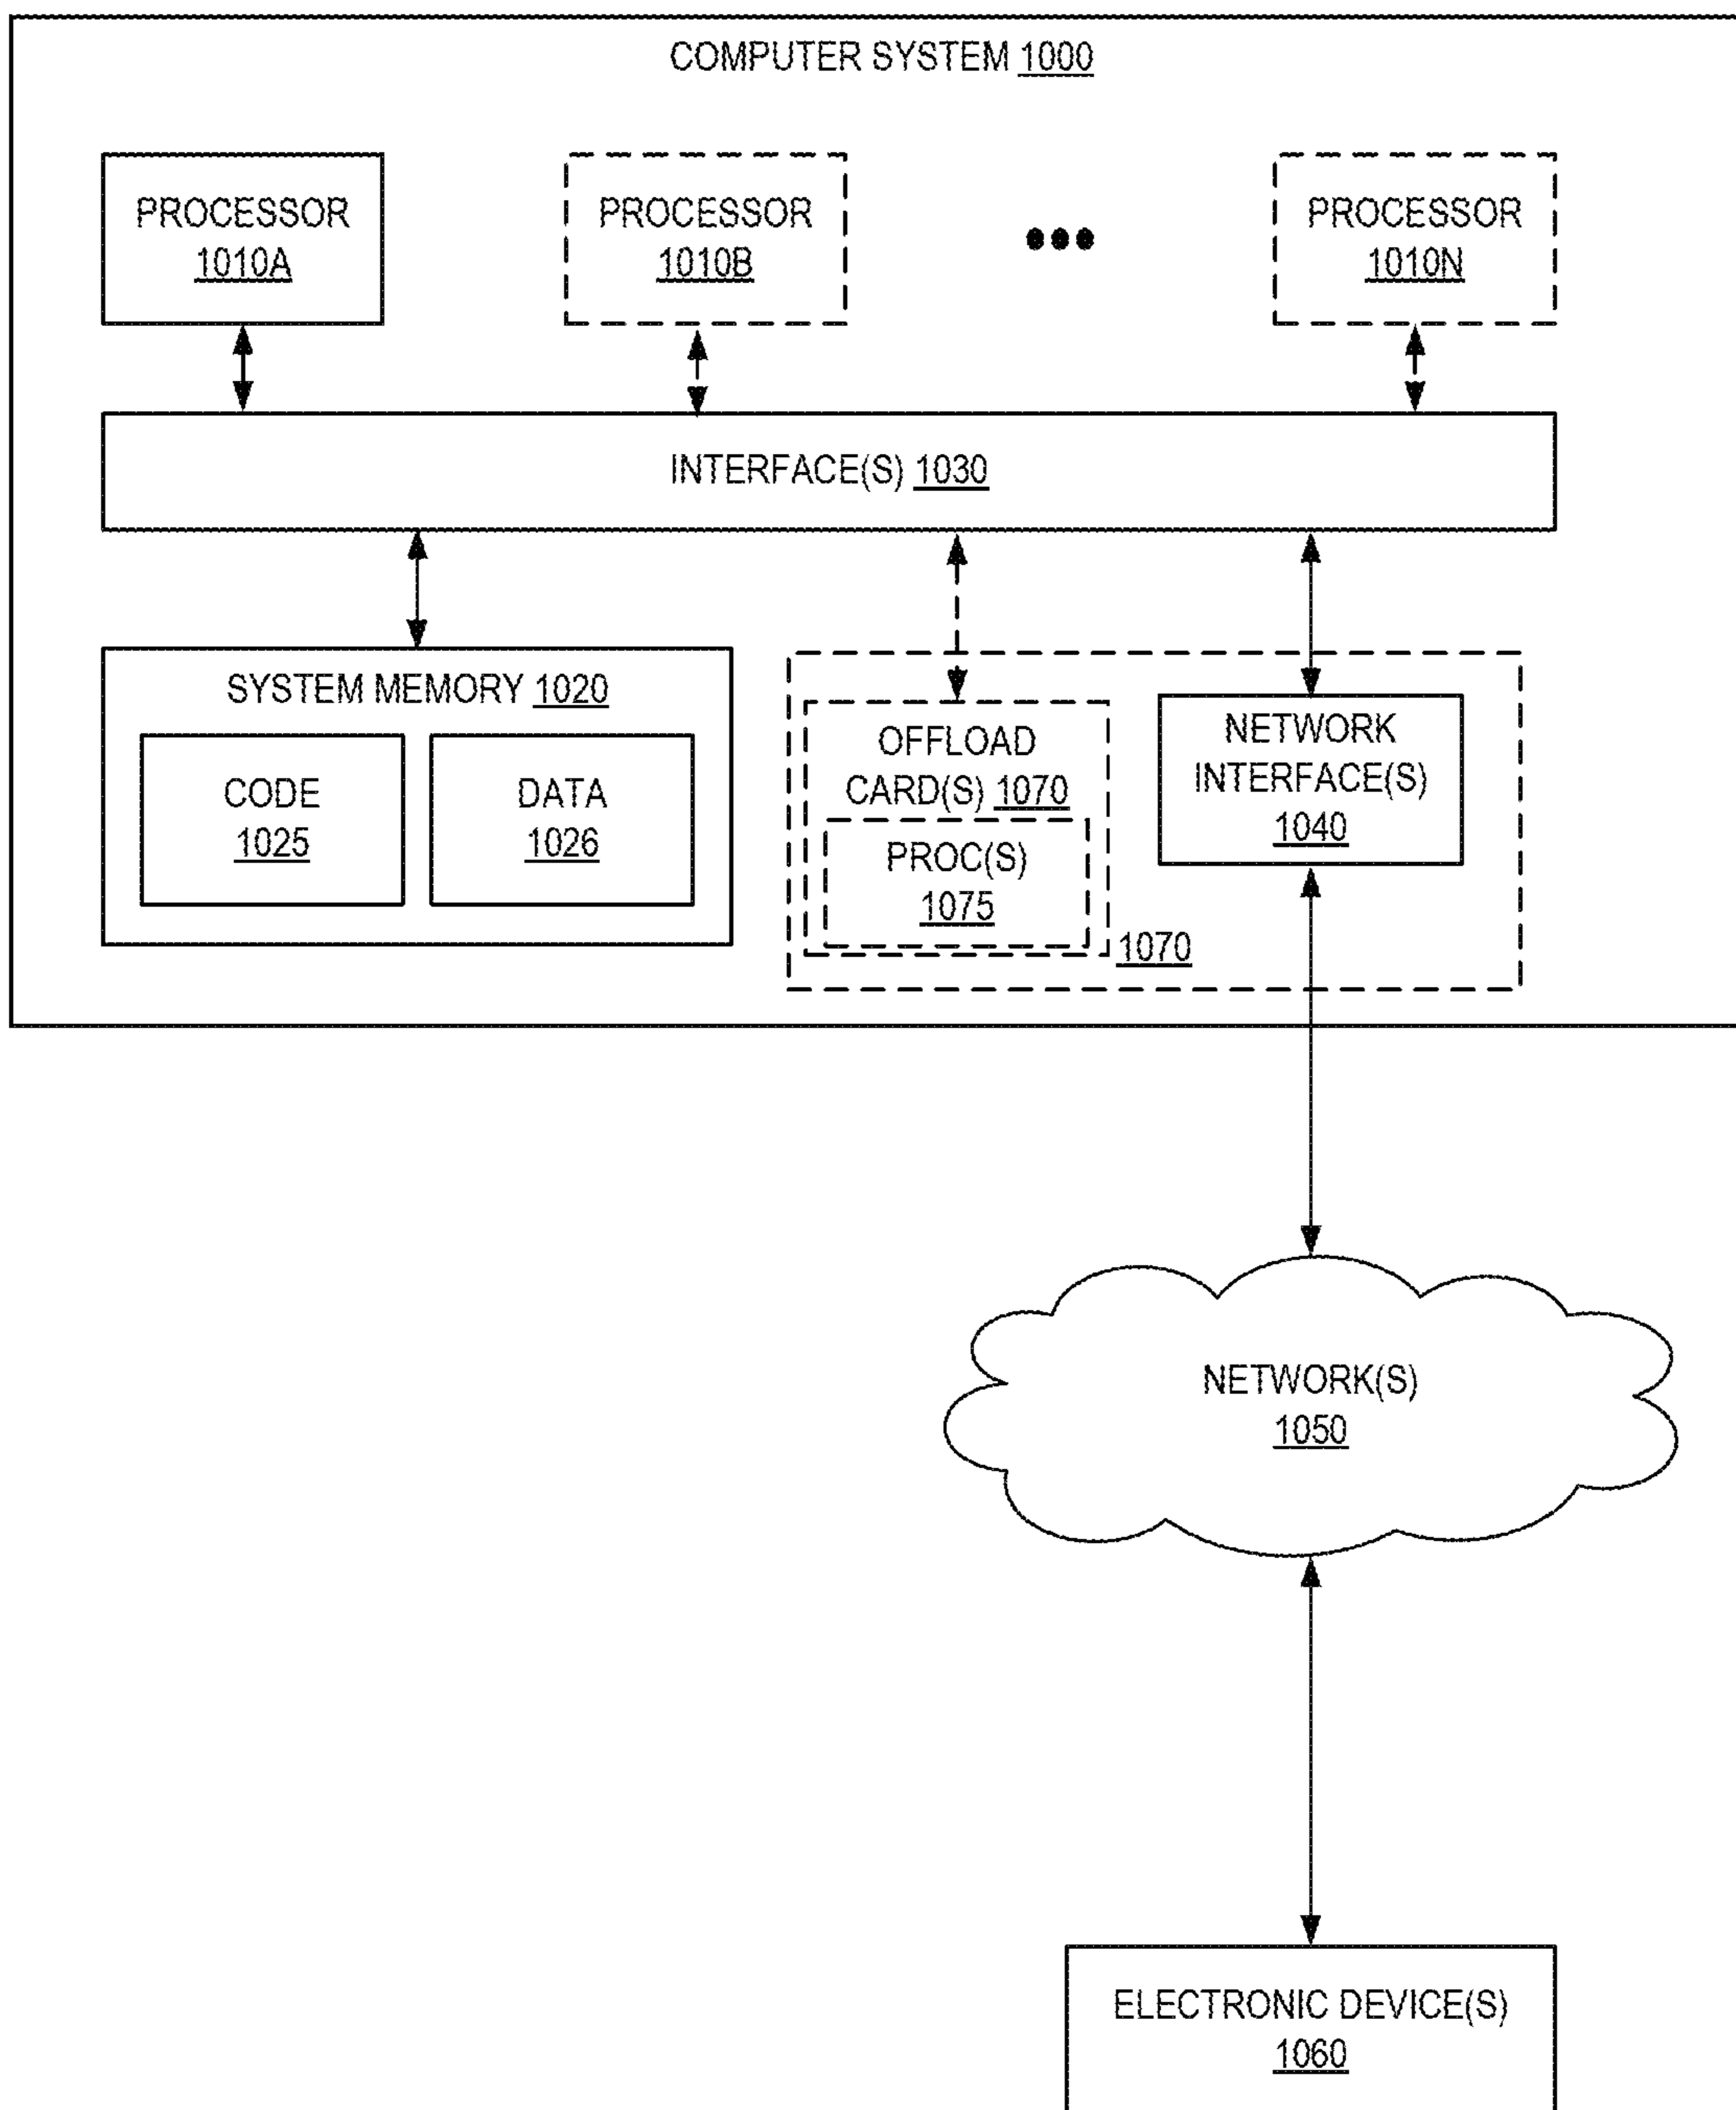 COMPUTER SYSTEM 1000
PROCESSOR
1010A
PROCESSOR
1010B
PROCESSOR
1010N
INTERFACE(S) 1030
SYSTEM MEMORY 1020
CODE
1025
DATA
1026
OFFLOAD
CARD(S) 1070
PROC(S)
1075
1070
NETWORK
INTERFACE(S)
1040
NETWORK(S)
1050
ELECTRONIC DEVICE(S)
1060